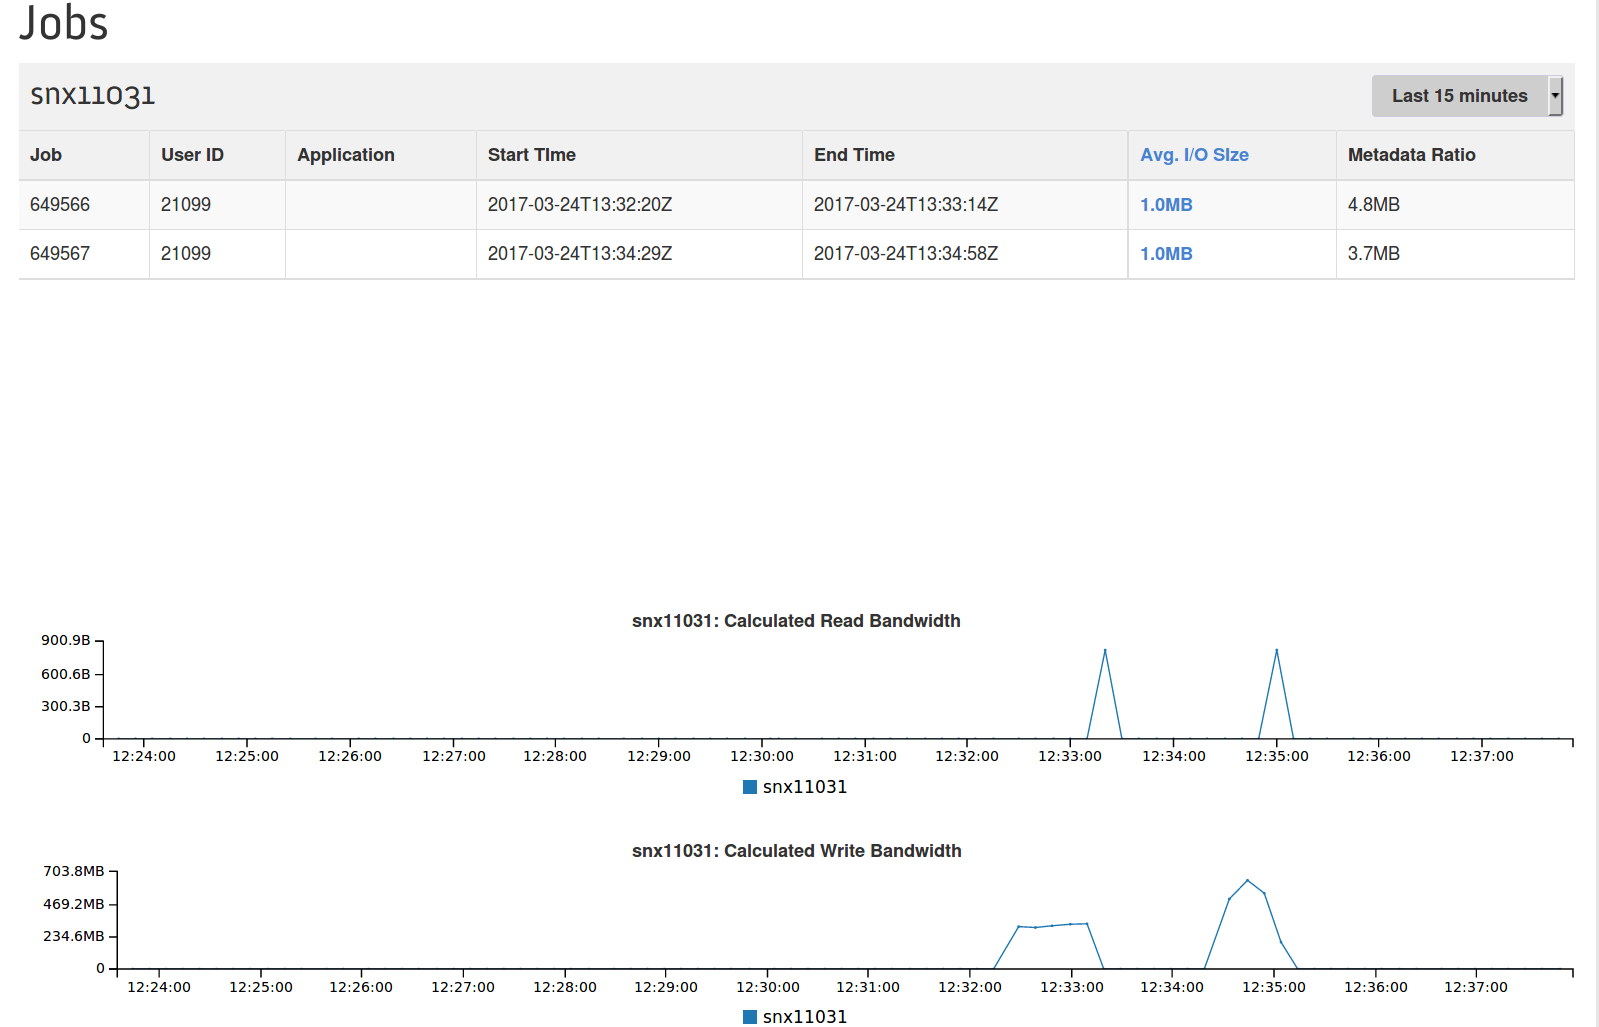 Jobs
snx11031
Last 15 minutes
Job User ID Application Start TIme End Time Avg. I/O SIze Metadata Ratio
649566 21099 2017-03-24T13:32:20Z 2017-03-24T13:33:14Z 1.0MB 4.8MB
649567 21099 2017-03-24T13:34:29Z 2017-03-24T13:34:58Z 1.0MB 3.7MB
snx11031: Calculated Read Bandwidth
900.9B
600.6B
300.3B
0
12:24:00 12:25:00 12:26:00 12:27:00 12:28:00 12:29:00 12:30:00 12:31:00 12:32:00 12:33:00 12:34:00 12:35:00 12:36:00 12:37:00
snx11031
snx11031: Calculated Write Bandwidth
703.8MB
469.2MB
234.6MB
0
12:24:00 12:25:00 12:26:00 12:27:00 12:28:00 12:29:00 12:30:00 12:31:00 12:32:00 12:33:00 12:34:00 12:35:00 12:36:00 12:37:00
snx11031